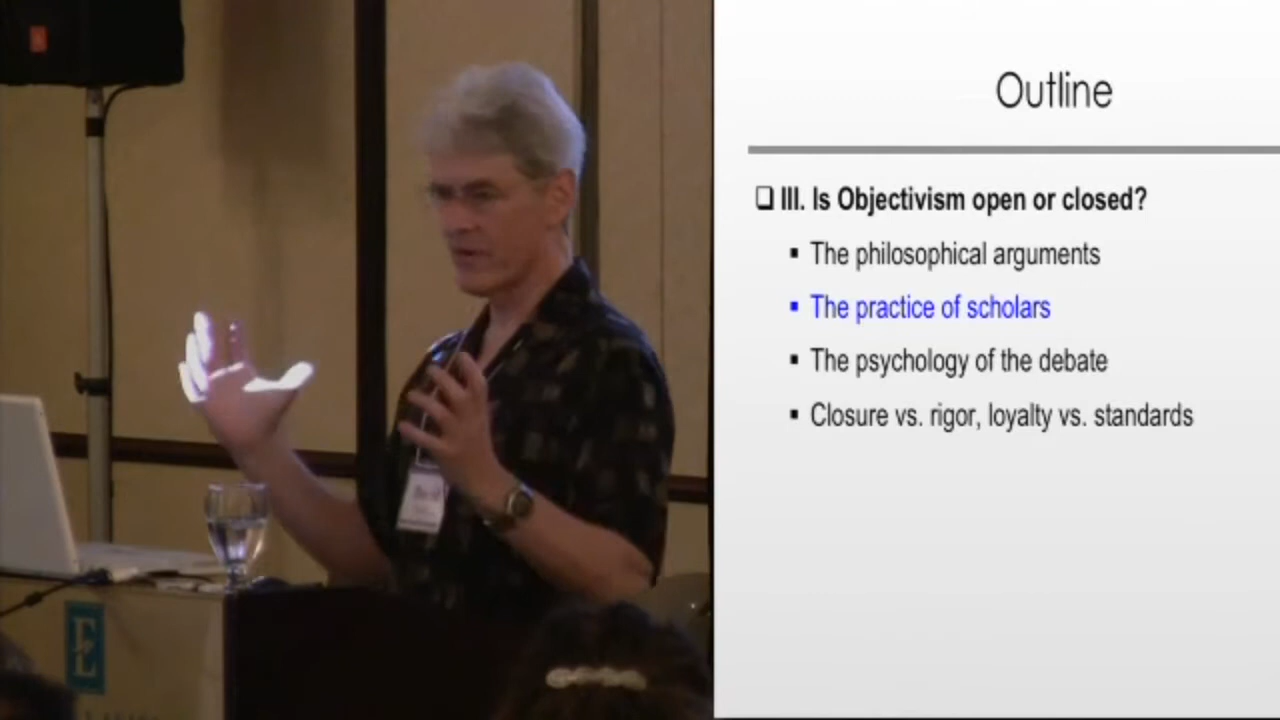 Outline
III. Is Objectivism open or closed?
The philosophical arguments
The practice of scholars
The psychology of the debate
Closure vs. rigor, loyalty vs. standards
David